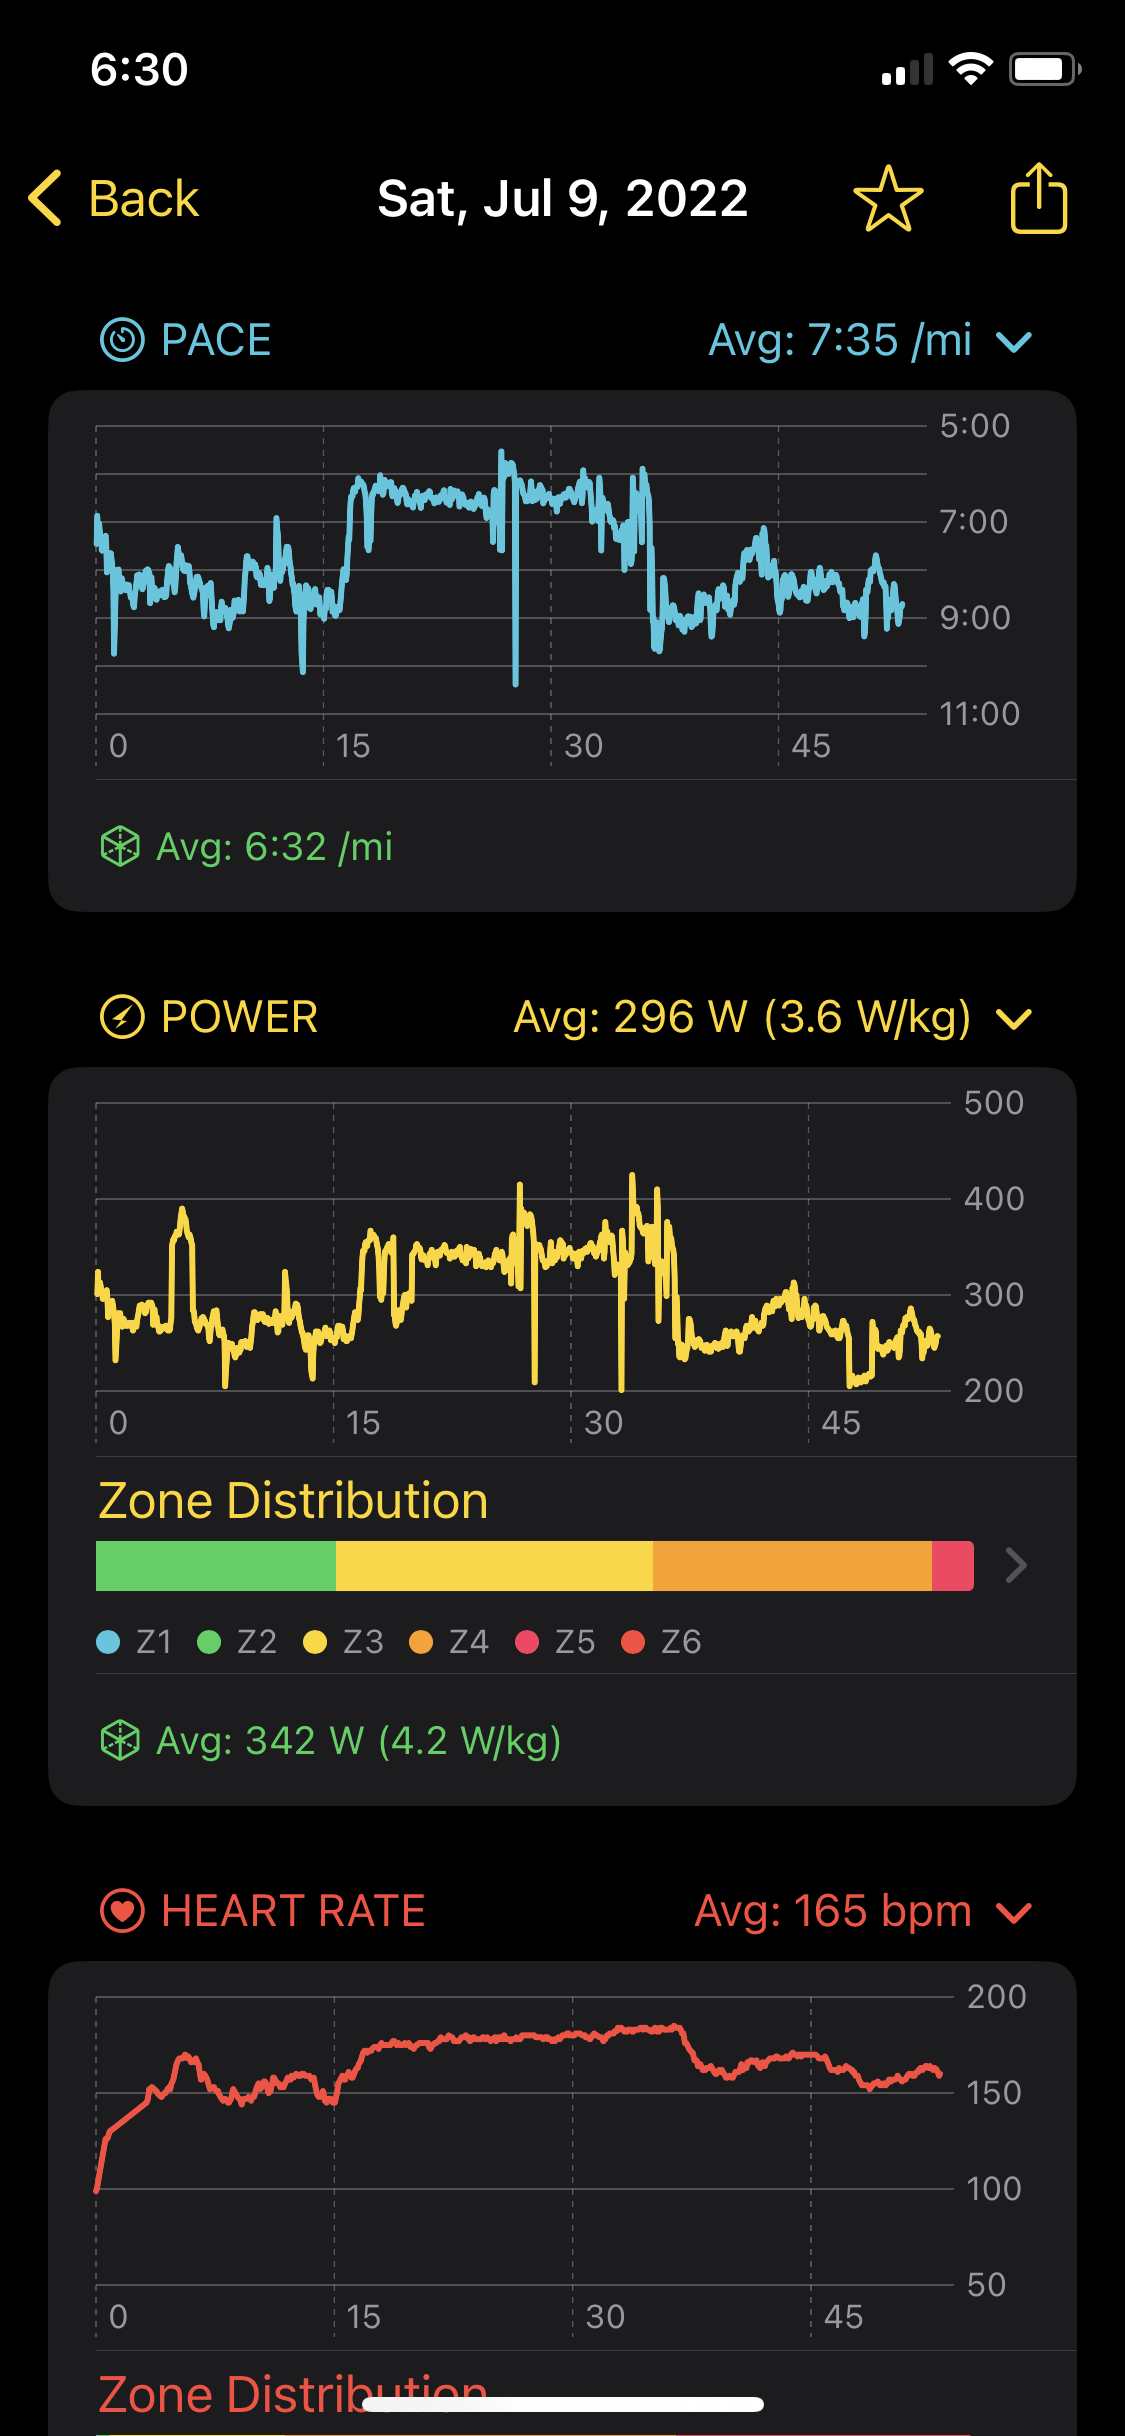 6:30
Back
Sat, Jul 9, 2022
PACE
Avg: 7:35 /mi
5:00
7:00
9:00
11:00
0 15 30 45
Avg: 6:32 /mi
POWER
Avg: 296 W (3.6 W/kg)
500
400
300
200
0 15 30 45
Zone Distribution
Z1 Z2 Z3 Z4 Z5 Z6
Avg: 342 W (4.2 W/kg)
HEART RATE
Avg: 165 bpm
200
150
100
50
0 15 30 45
Zone Distribution